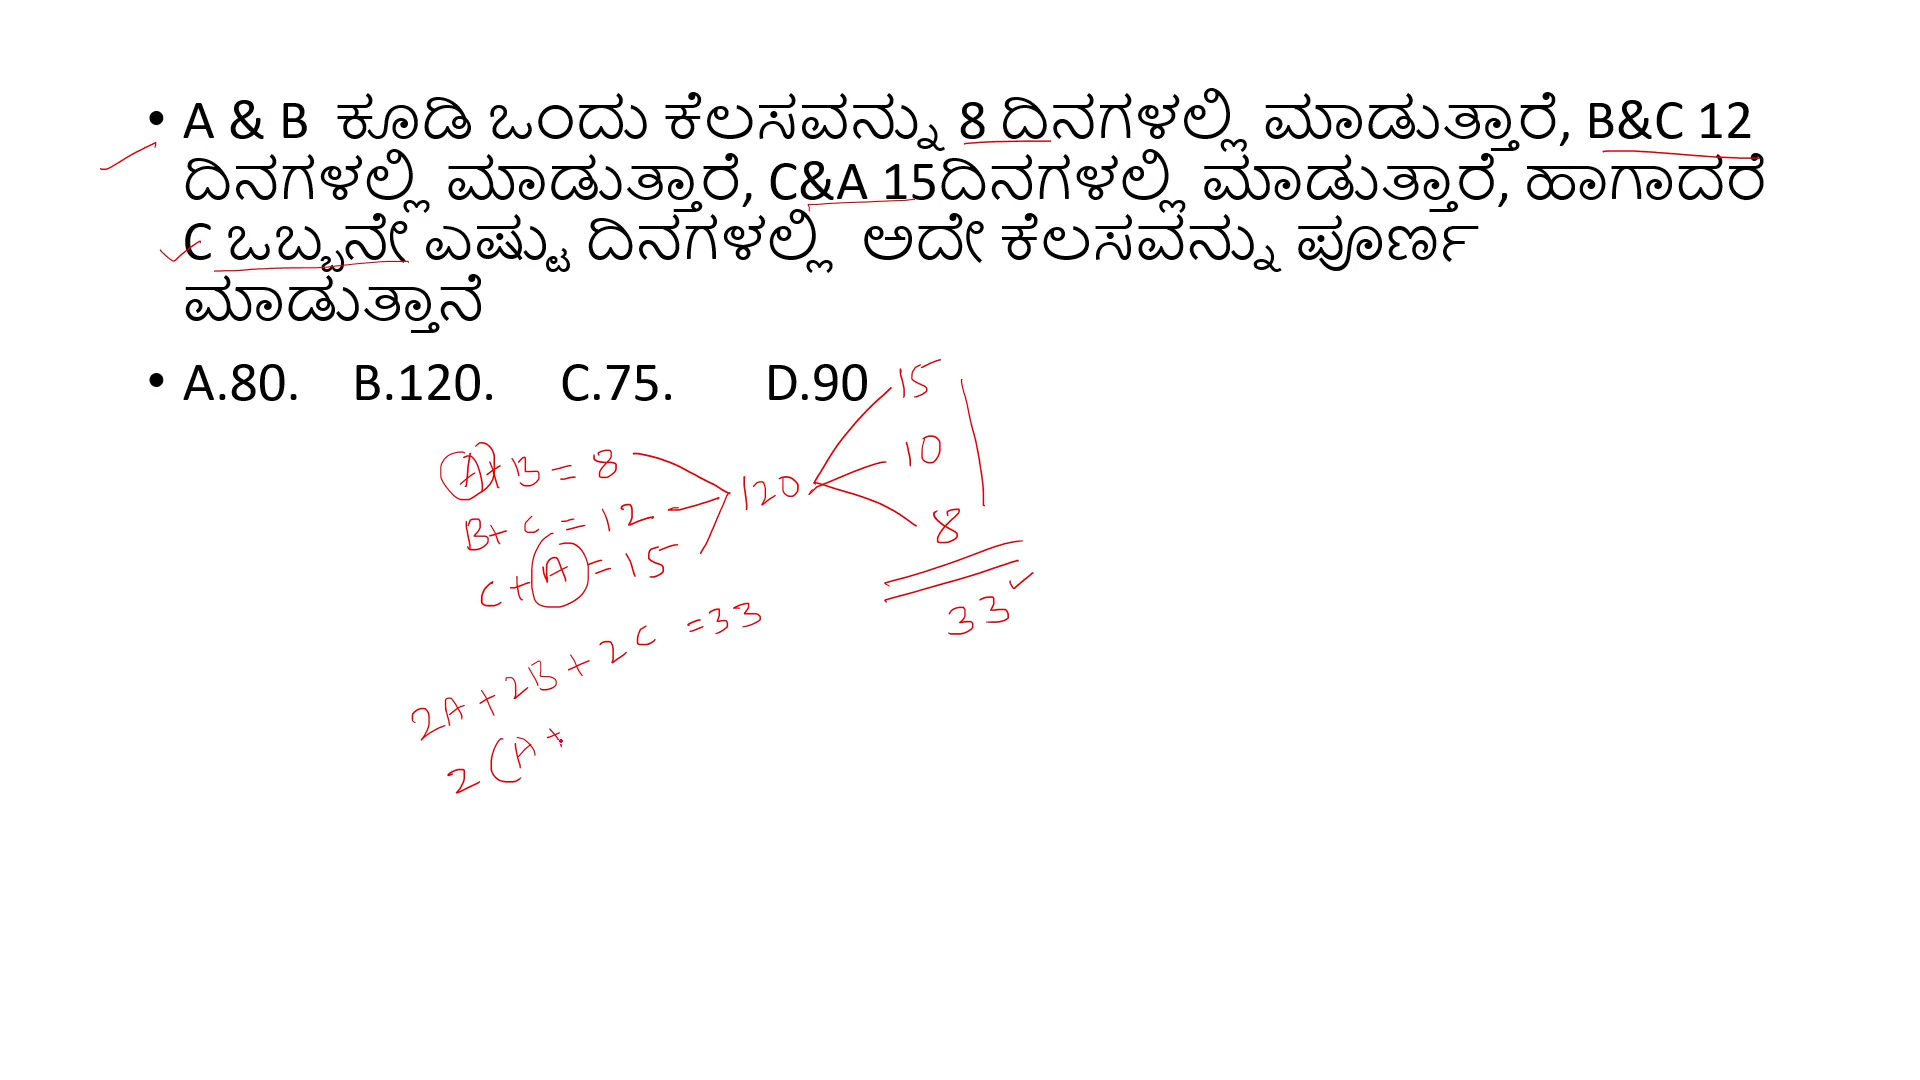 • A & B ಕೂಡಿ ಒಂದು ಕೆಲಸವನ್ನು 8 ದಿನಗಳಲ್ಲಿ ಮಾಡುತ್ತಾರೆ, B&C 12
ದಿನಗಳಲ್ಲಿ ಮಾಡುತ್ತಾರೆ, C&A 15ದಿನಗಳಲ್ಲಿ ಮಾಡುತ್ತಾರೆ, ಹಾಗಾದರೆ
C ಒಬ್ಬನೇ ಎಷ್ಟು ದಿನಗಳಲ್ಲಿ ಅದೇ ಕೆಲಸವನ್ನು ಪೂರ್ಣ
ಮಾಡುತ್ತಾನೆ
• A.80. B.120. C.75. D.90
A+B = 8
B+C = 12
C+A = 15
120
15
10
8
33
2A+2B+2C =33
2(A+